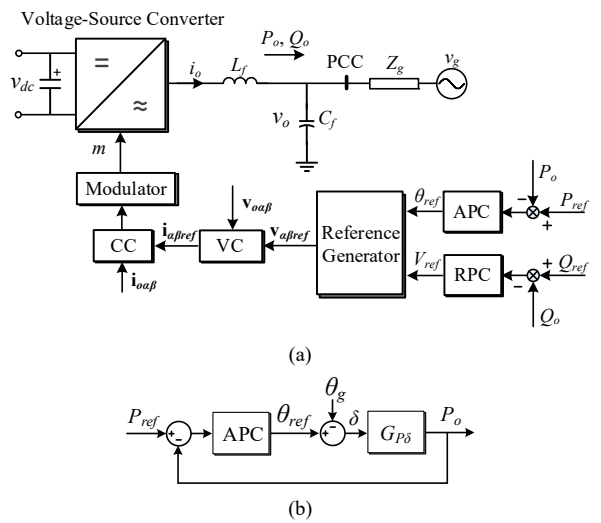 Voltage-Source Converter
P_o, Q_o
PCC
Z_g
v_g
i_o
L_f
v_dc
+
=
≈
v_o
C_f
m
P_o
Modulator
v_oαβ
θ_ref
APC
−
P_ref
+
i_αβref
v_αβref
Reference
Generator
CC
VC
V_ref
RPC
+
Q_ref
−
i_oαβ
Q_o
(a)
θ_g
P_ref
+
−
APC
θ_ref
+
−
δ
G_Pδ
P_o
(b)